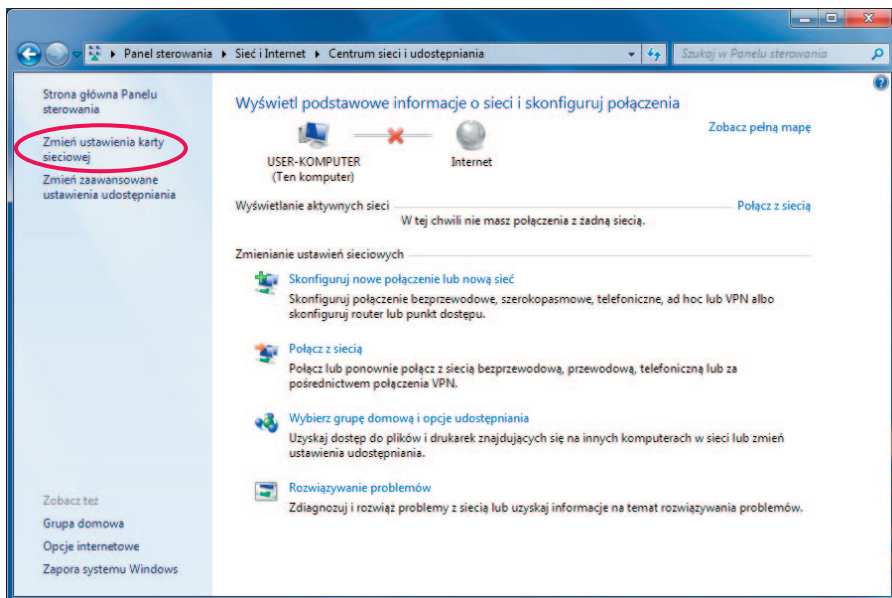 Panel sterowania ▸ Sieć i Internet ▸ Centrum sieci i udostępniania
Szukaj w Panelu sterowania
Strona główna Panelu
sterowania
Zmień ustawienia karty
sieciowej
Zmień zaawansowane
ustawienia udostępniania
Wyświetl podstawowe informacje o sieci i skonfiguruj połączenia
Zobacz pełną mapę
USER-KOMPUTER
(Ten komputer)
Internet
Wyświetlanie aktywnych sieci
Połącz z siecią
W tej chwili nie masz połączenia z żadną siecią.
Zmienianie ustawień sieciowych
Skonfiguruj nowe połączenie lub nową sieć
Skonfiguruj połączenie bezprzewodowe, szerokopasmowe, telefoniczne, ad hoc lub VPN albo
skonfiguruj router lub punkt dostępu.
Połącz z siecią
Połącz lub ponownie połącz z siecią bezprzewodową, przewodową, telefoniczną lub za
pośrednictwem połączenia VPN.
Wybierz grupę domową i opcje udostępniania
Uzyskaj dostęp do plików i drukarek znajdujących się na innych komputerach w sieci lub zmień
ustawienia udostępniania.
Rozwiązywanie problemów
Zdiagnozuj i rozwiąż problemy z siecią lub uzyskaj informacje na temat rozwiązywania problemów.
Zobacz też
Grupa domowa
Opcje internetowe
Zapora systemu Windows